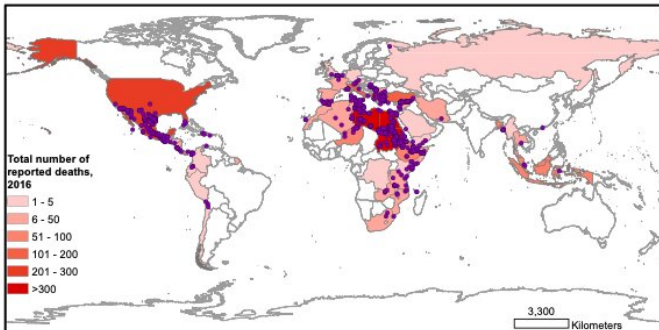 Total number of
reported deaths,
2016
1 - 5
6 - 50
51 - 100
101 - 200
201 - 300
>300
3,300
Kilometers